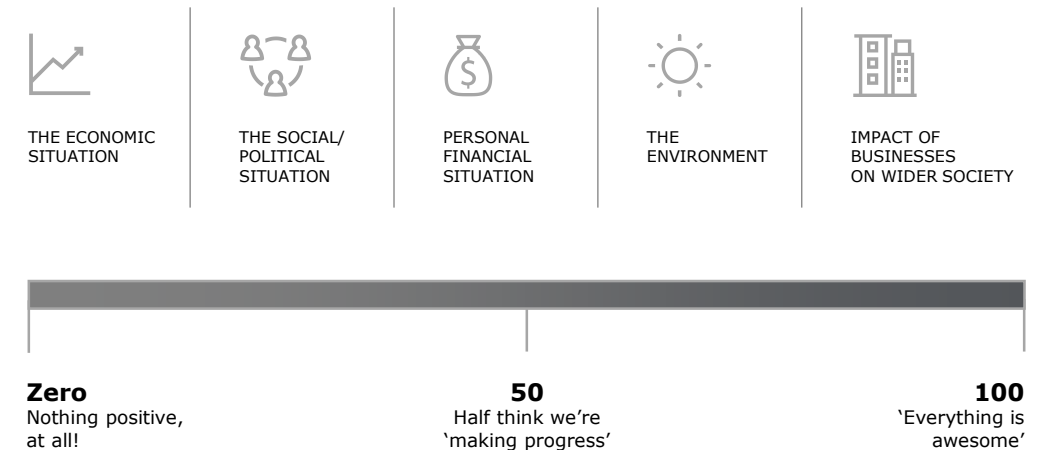 THE ECONOMIC
SITUATION
THE SOCIAL/
POLITICAL
SITUATION
PERSONAL
FINANCIAL
SITUATION
THE
ENVIRONMENT
IMPACT OF
BUSINESSES
ON WIDER SOCIETY
$
Zero
Nothing positive,
at all!
50
Half think we’re
‘making progress’
100
‘Everything is
awesome’